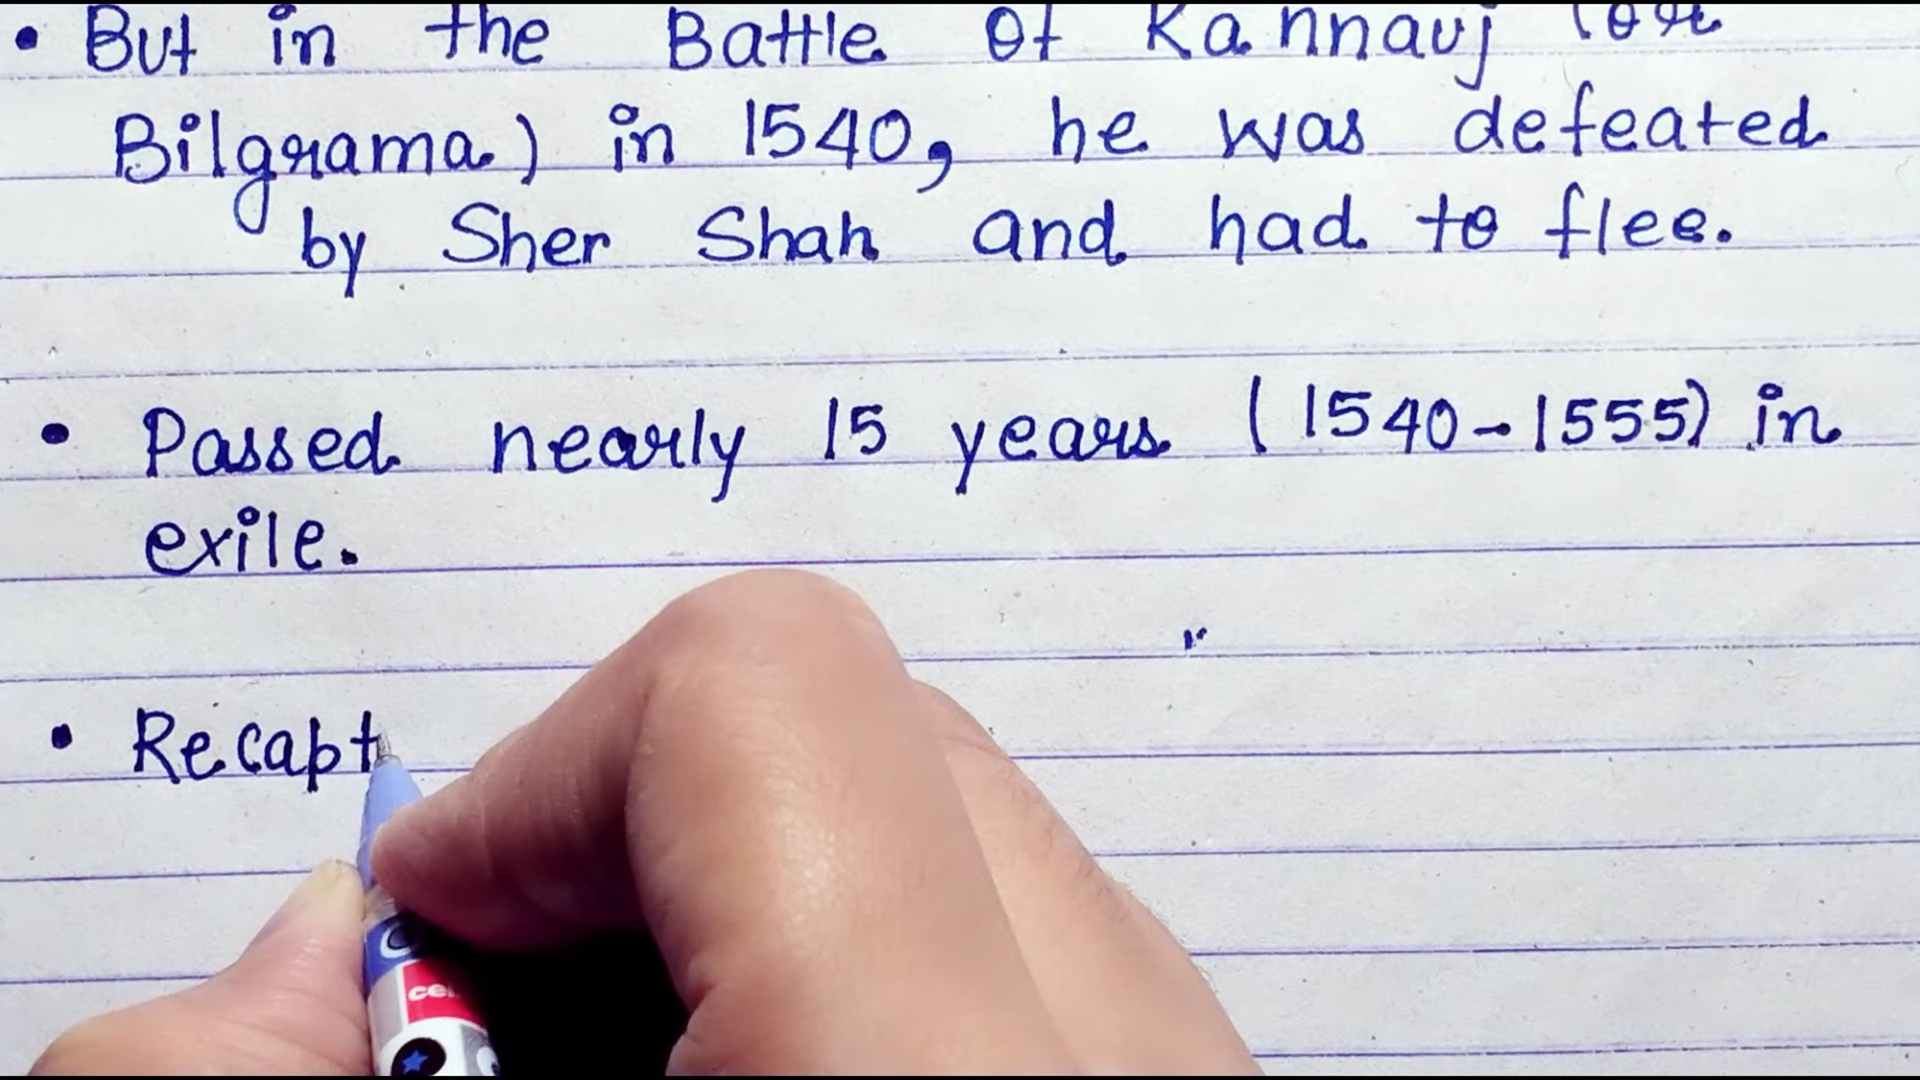 • But in the Battle of Kannauj (or
Bilgrama) in 1540, he was defeated
by Sher Shah and had to flee.
• Passed nearly 15 years (1540-1555) in
exile.
• Recapt